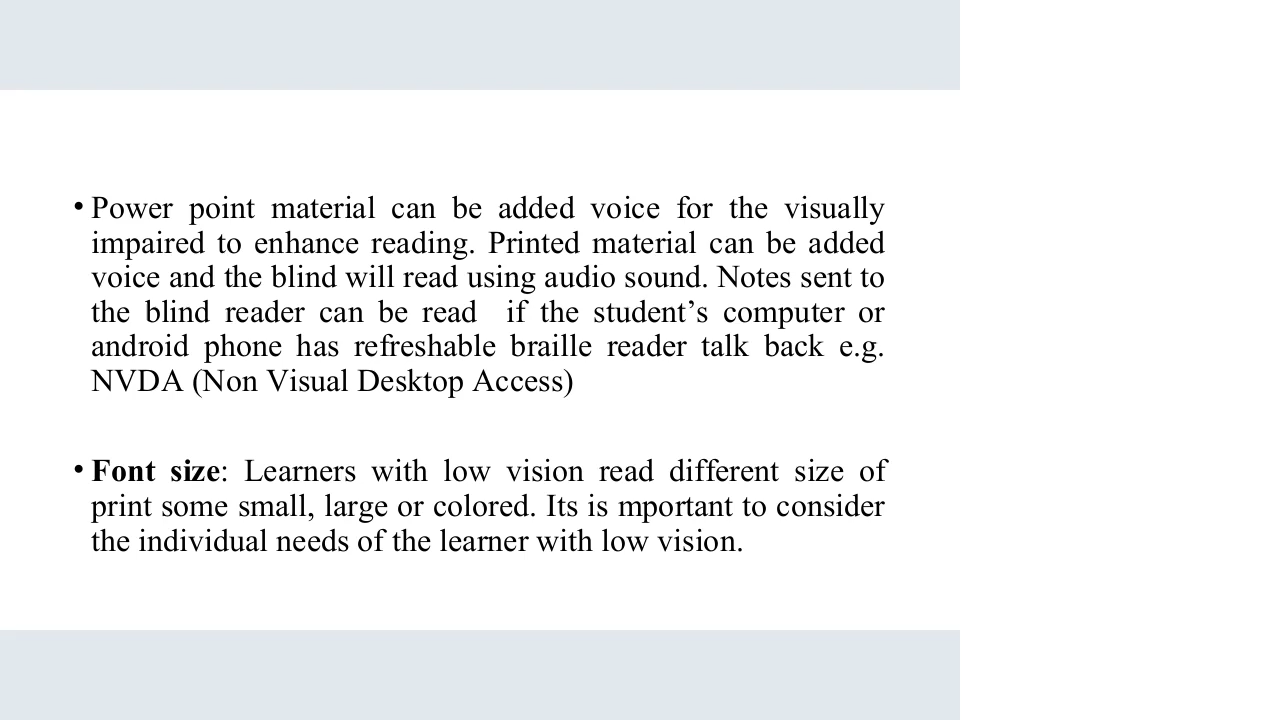 • Power point material can be added voice for the visually
impaired to enhance reading. Printed material can be added
voice and the blind will read using audio sound. Notes sent to
the blind reader can be read  if the student’s computer or
android phone has refreshable braille reader talk back e.g.
NVDA (Non Visual Desktop Access)
• Font size: Learners with low vision read different size of
print some small, large or colored. Its is mportant to consider
the individual needs of the learner with low vision.